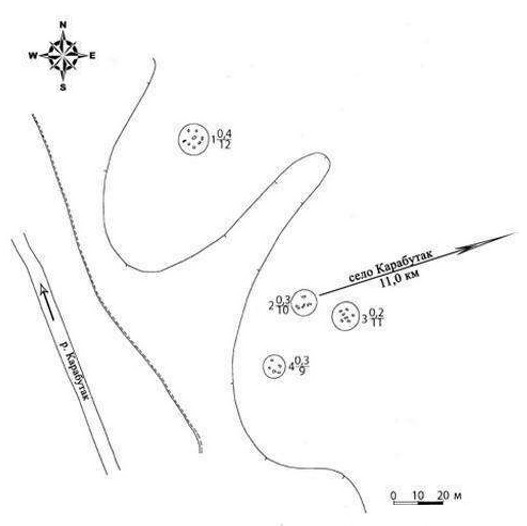 N
W E
S
1 0,4/12
село Карабутак
11,0 км
2 0,3/10
3 0,2/11
4 0,3/9
р. Карабутак
0 10 20 м